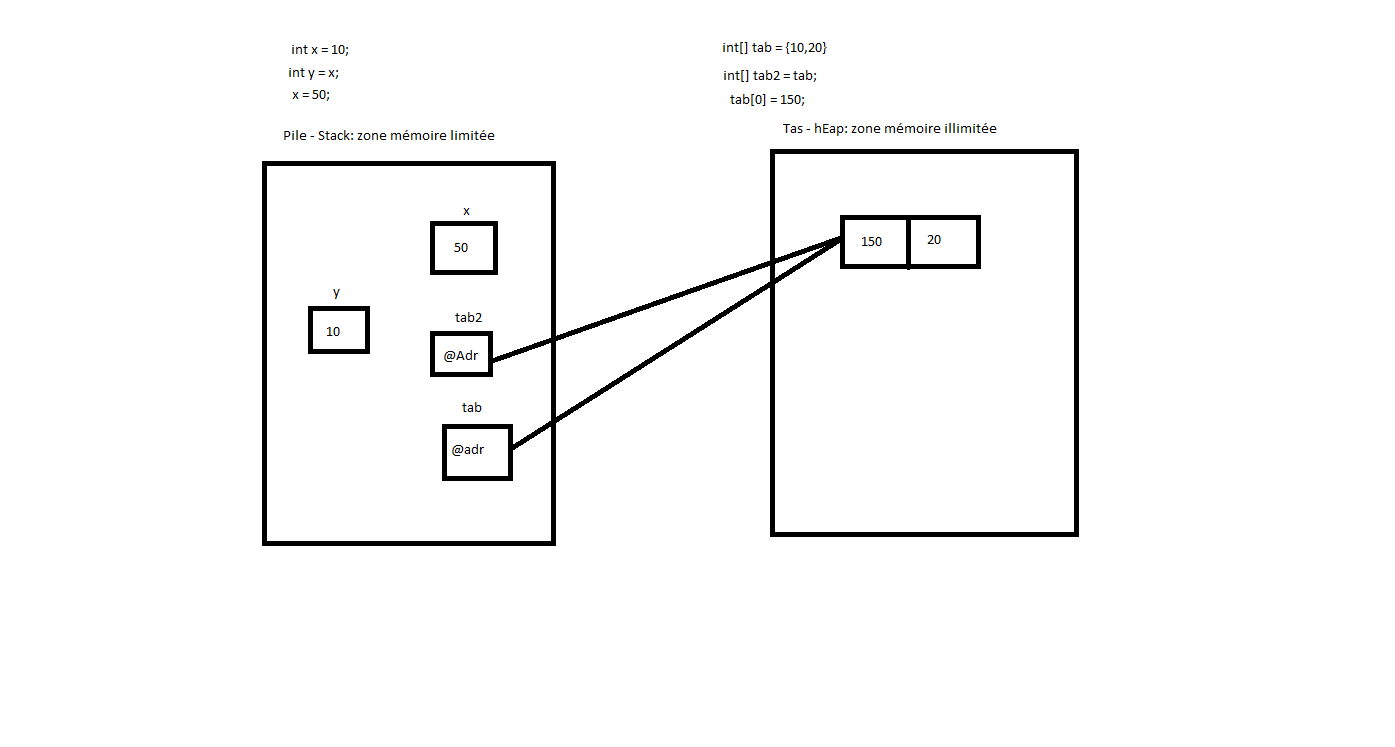 int x = 10;
int y = x;
x = 50;
Pile - Stack: zone mémoire limitée
x
50
y
10
tab2
@Adr
tab
@adr
int[] tab = {10,20}
int[] tab2 = tab;
tab[0] = 150;
Tas - hEap: zone mémoire illimitée
150
20